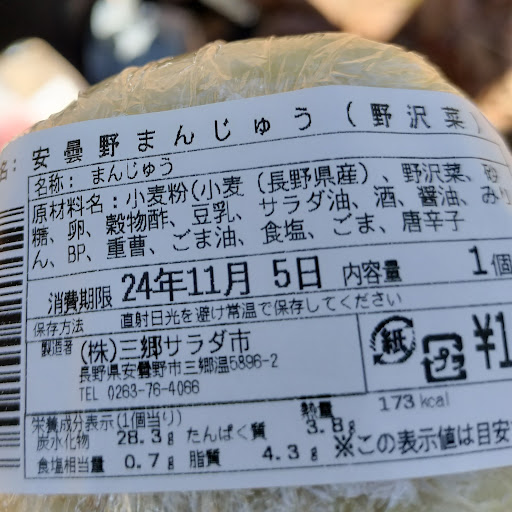 名: 安曇野まんじゅう(野沢菜)
名称: まんじゅう
原材料名:小麦粉(小麦(長野県産)、野沢菜、砂
糖、卵、穀物酢、豆乳、サラダ油、酒、醤油、みり
ん、BP、重曹、ごま油、食塩、ごま、唐辛子
消費期限 24年11月 5日 内容量 1個
保存方法 直射日光を避け常温で保存してください
製造者 (株)三郷サラダ市
長野県安曇野市三郷温5896-2
TEL 0263-76-4066
紙 プラ ¥1
栄養成分表示(1個当り) 熱量 173kcal
炭水化物 28.3g たんぱく質 3.8g
食塩相当量 0.7g 脂質 4.3g ※この表示値は目安